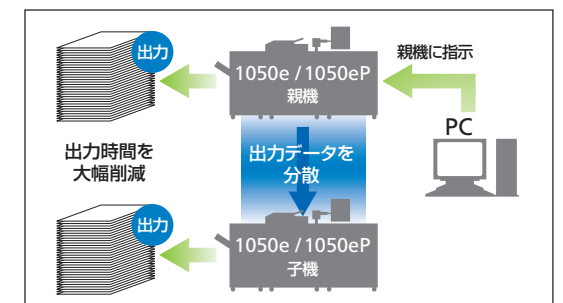 出力
1050e / 1050eP
親機
親機に指示
PC
出力時間を
大幅削減
出力データを
分散
出力
1050e / 1050eP
子機